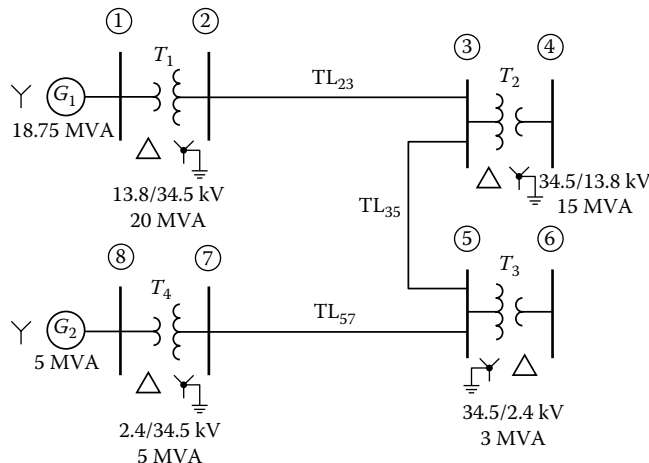 ① ② ③ ④
T₁ TL₂₃ T₂
G₁
18.75 MVA
13.8/34.5 kV
20 MVA
34.5/13.8 kV
15 MVA
TL₃₅
⑧ ⑦ ⑤ ⑥
T₄ TL₅₇ T₃
G₂
5 MVA
2.4/34.5 kV
5 MVA
34.5/2.4 kV
3 MVA